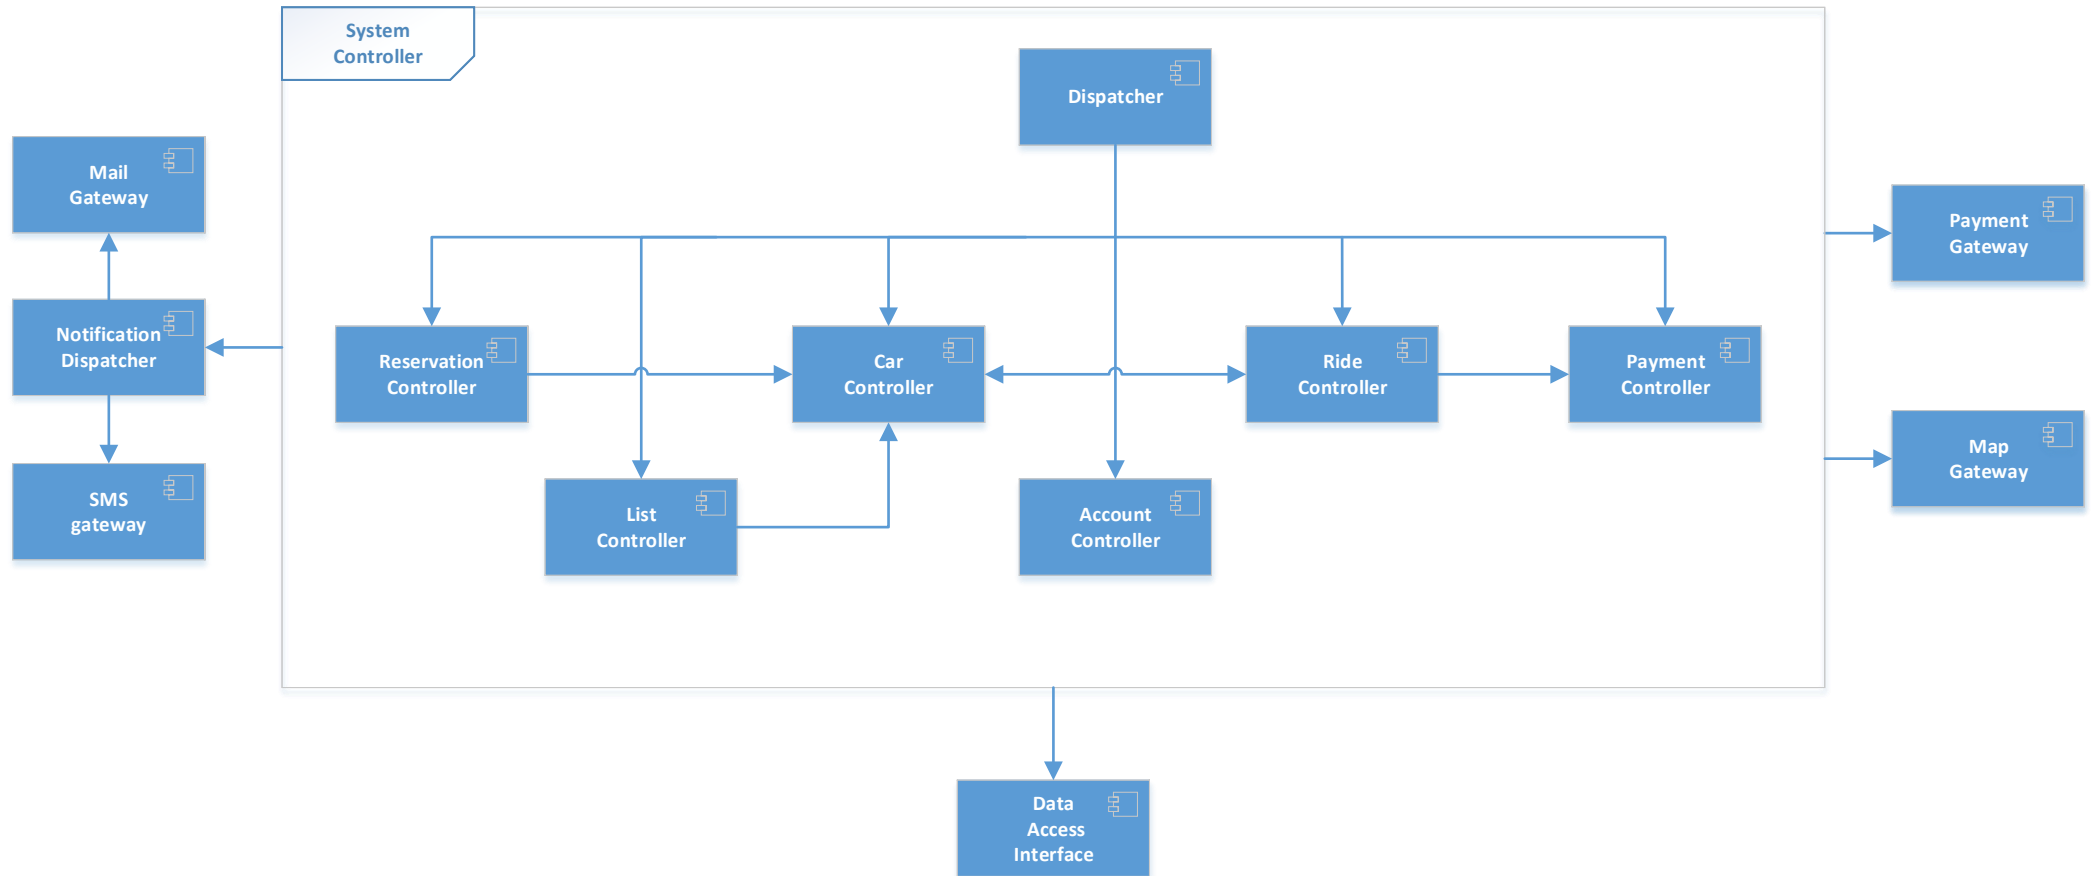 System
Controller
Dispatcher
Mail
Gateway
Notification
Dispatcher
SMS
gateway
Payment
Gateway
Map
Gateway
Reservation
Controller
Car
Controller
Ride
Controller
Payment
Controller
List
Controller
Account
Controller
Data
Access
Interface